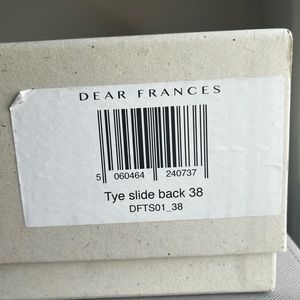 DEAR FRANCES
5 060464 240737
Tye slide back 38
DFTS01_38